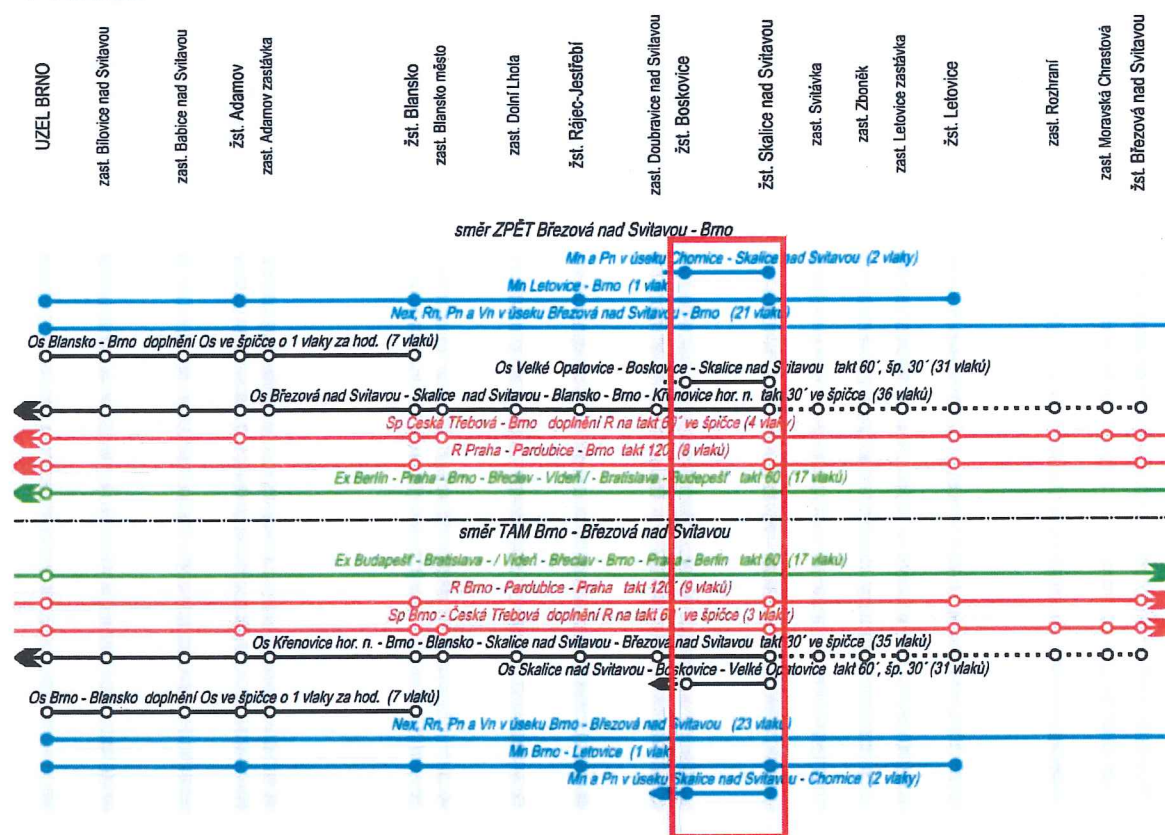 UZEL BRNO
zast. Bílovice nad Svitavou
zast. Babice nad Svitavou
žst. Adamov
zast. Adamov zastávka
žst. Blansko
zast. Blansko město
zast. Dolní Lhota
žst. Rájec-Jestřebí
zast. Doubravice nad Svitavou
žst. Boskovice
žst. Skalice nad Svitavou
zast. Svitávka
zast. Zboněk
zast. Letovice zastávka
žst. Letovice
zast. Rozhraní
zast. Moravská Chrastová
žst. Březová nad Svitavou
směr ZPĚT Březová nad Svitavou - Brno
Mn a Pn v úseku Chornice - Skalice nad Svitavou (2 vlaky)
Mn Letovice - Brno (1 vlak
Nex, Rn, Pn a Vn v úseku Březová nad Svitavou - Brno (21 vlaků)
Os Blansko - Brno doplnění Os ve špičce o 1 vlaky za hod. (7 vlaků)
Os Velké Opatovice - Boskovice - Skalice nad Svitavou takt 60´, šp. 30´ (31 vlaků)
Os Březová nad Svitavou - Skalice nad Svitavou - Blansko - Brno - Křenovice hor. n. takt 30´ ve špičce (36 vlaků)
Sp Česká Třebová - Brno doplnění R na takt 60´ ve špičce (4 vlaky)
R Praha - Pardubice - Brno takt 120´ (8 vlaků)
Ex Berlín - Praha - Brno - Břeclav - Vídeň / - Bratislava - Budepešť takt 60´ (17 vlaků)
směr TAM Brno - Březová nad Svitavou
Ex Budapešť - Bratislava - / Vídeň - Břeclav - Brno - Praha - Berlín takt 60´ (17 vlaků)
R Brno - Pardubice - Praha takt 120´ (9 vlaků)
Sp Brno - Česká Třebová doplnění R na takt 60´ ve špičce (3 vlaky)
Os Křenovice hor. n. - Brno - Blansko - Skalice nad Svitavou - Březová nad Svitavou takt 30´ ve špičce (35 vlaků)
Os Skalice nad Svitavou - Boskovice - Velké Opatovice takt 60´, šp. 30´ (31 vlaků)
Os Brno - Blansko doplnění Os ve špičce o 1 vlaky za hod. (7 vlaků)
Nex, Rn, Pn a Vn v úseku Brno - Březová nad Svitavou (23 vlaků)
Mn Brno - Letovice (1 vlak
Mn a Pn v úseku Skalice nad Svitavou - Chornice (2 vlaky)